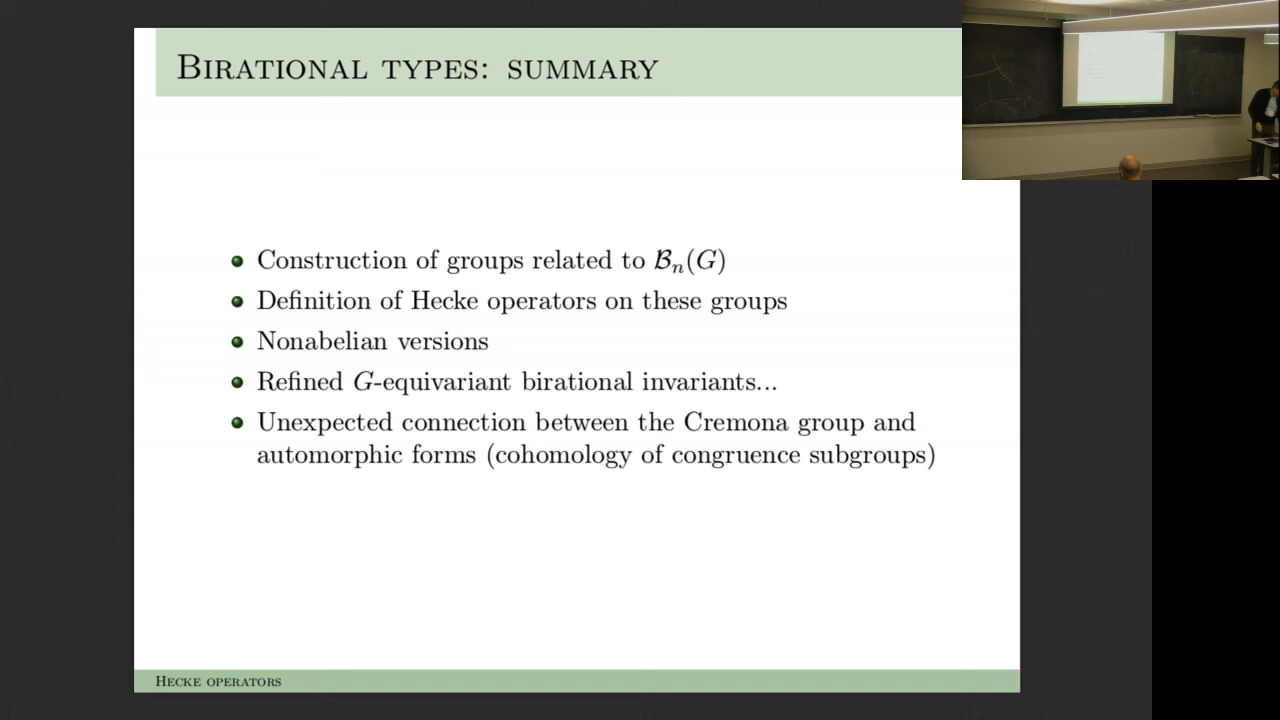 BIRATIONAL TYPES: SUMMARY
Construction of groups related to 𝓑ₙ(G)
Definition of Hecke operators on these groups
Nonabelian versions
Refined G-equivariant birational invariants...
Unexpected connection between the Cremona group and
automorphic forms (cohomology of congruence subgroups)
HECKE OPERATORS